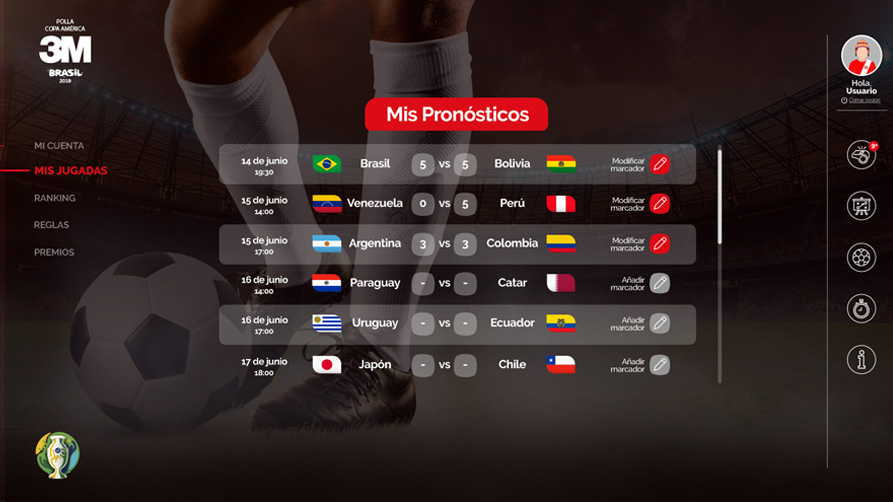 POLLA
COPA AMÉRICA
3M
BRASIL
2019
Hola,
Usuario
Cerrar sesión
9+
MI CUENTA
MIS JUGADAS
RANKING
REGLAS
PREMIOS
Mis Pronósticos
14 de junio
19:30
Brasil 5 vs 5 Bolivia
Modificar
marcador
15 de junio
14:00
Venezuela 0 vs 5 Perú
Modificar
marcador
15 de junio
17:00
Argentina 3 vs 3 Colombia
Modificar
marcador
16 de junio
14:00
Paraguay - vs - Catar
Añadir
marcador
16 de junio
17:00
Uruguay - vs - Ecuador
Añadir
marcador
17 de junio
18:00
Japón - vs - Chile
Añadir
marcador